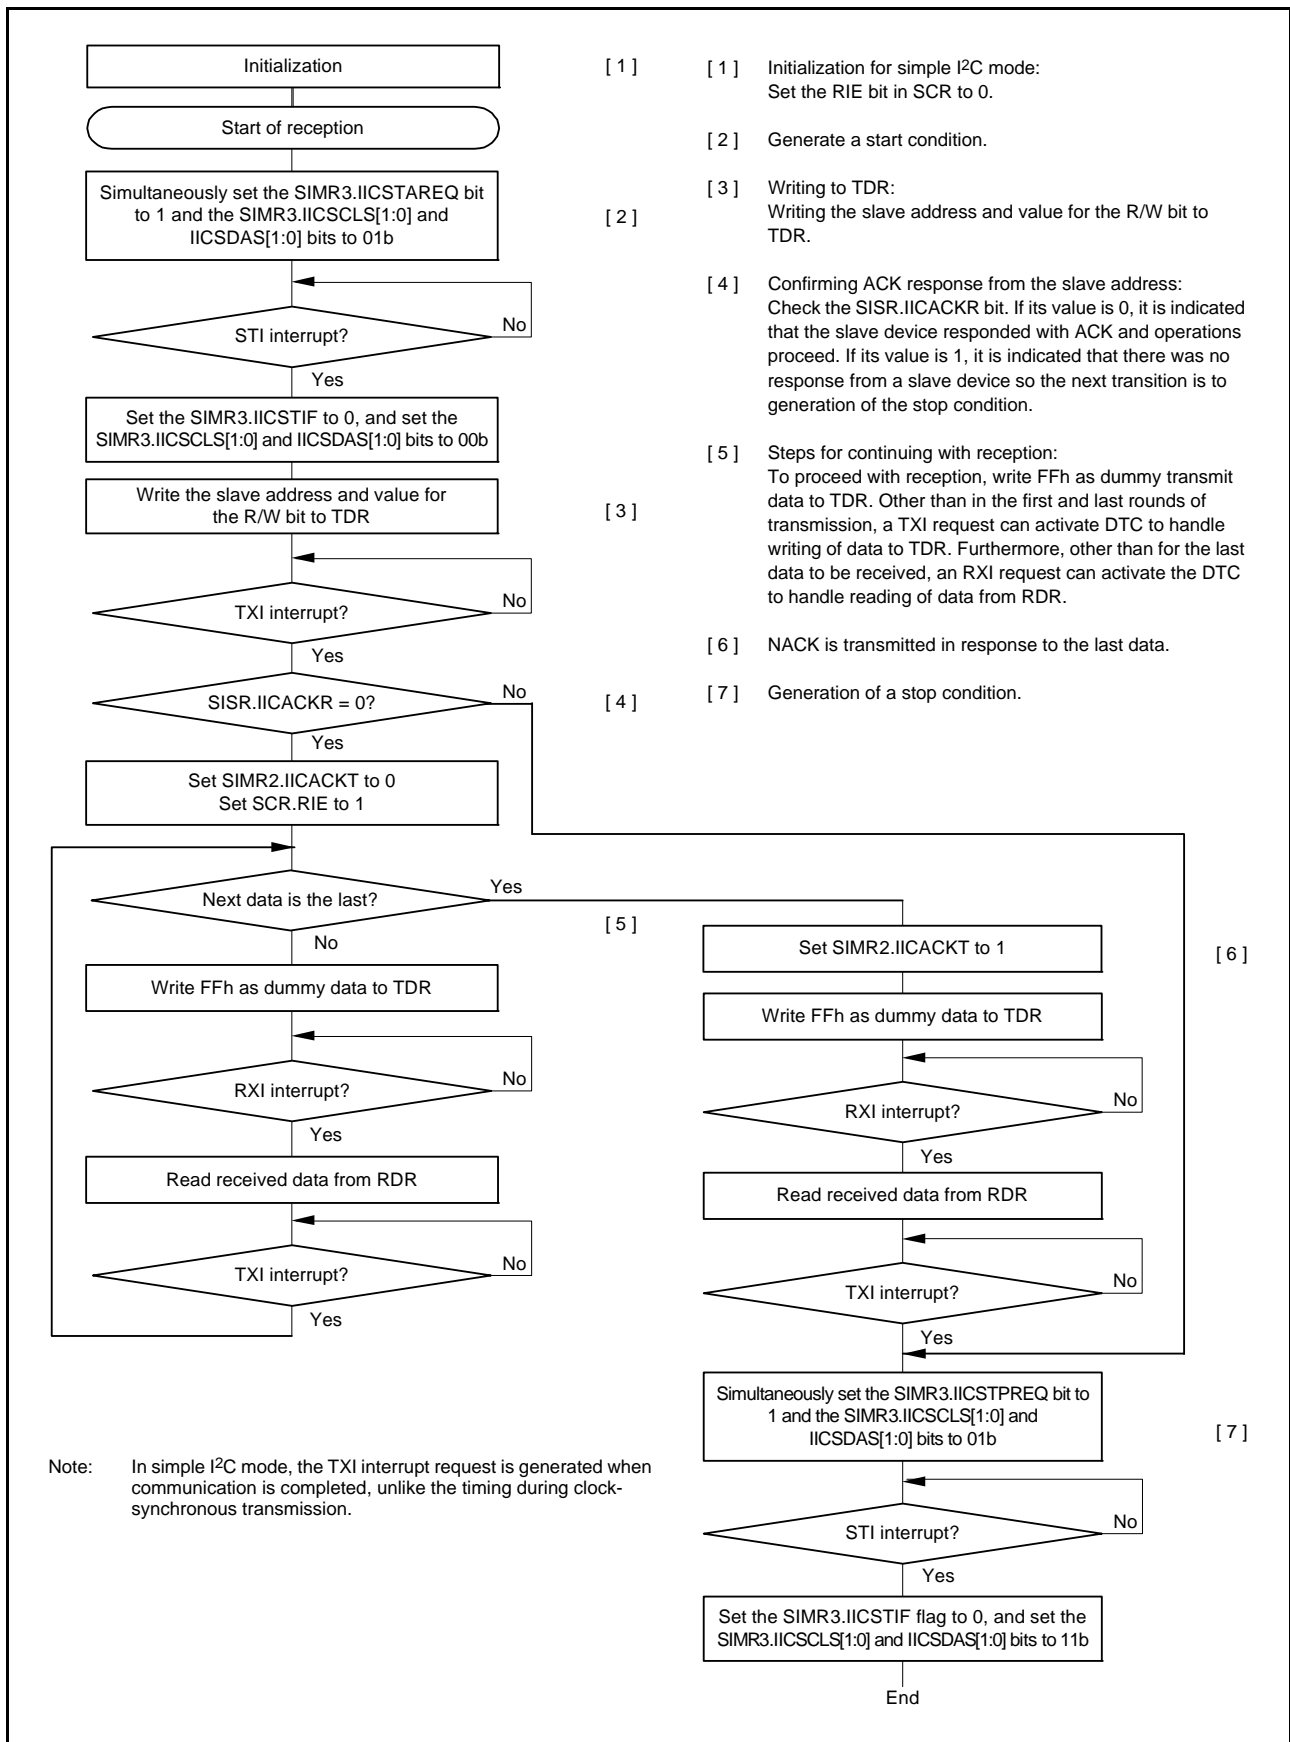 Initialization
[ 1 ]
Start of reception
Simultaneously set the SIMR3.IICSTAREQ bit
to 1 and the SIMR3.IICSCLS[1:0] and
IICSDAS[1:0] bits to 01b
[ 2 ]
STI interrupt?
No
Yes
Set the SIMR3.IICSTIF to 0, and set the
SIMR3.IICSCLS[1:0] and IICSDAS[1:0] bits to 00b
Write the slave address and value for
the R/W bit to TDR
[ 3 ]
TXI interrupt?
No
Yes
SISR.IICACKR = 0?
No
[ 4 ]
Yes
Set SIMR2.IICACKT to 0
Set SCR.RIE to 1
Next data is the last?
Yes
[ 5 ]
No
Write FFh as dummy data to TDR
RXI interrupt?
No
Yes
Read received data from RDR
TXI interrupt?
No
Yes
[ 1 ] Initialization for simple I2C mode:
Set the RIE bit in SCR to 0.
[ 2 ] Generate a start condition.
[ 3 ] Writing to TDR:
Writing the slave address and value for the R/W bit to
TDR.
[ 4 ] Confirming ACK response from the slave address:
Check the SISR.IICACKR bit. If its value is 0, it is indicated
that the slave device responded with ACK and operations
proceed. If its value is 1, it is indicated that there was no
response from a slave device so the next transition is to
generation of the stop condition.
[ 5 ] Steps for continuing with reception:
To proceed with reception, write FFh as dummy transmit
data to TDR. Other than in the first and last rounds of
transmission, a TXI request can activate DTC to handle
writing of data to TDR. Furthermore, other than for the last
data to be received, an RXI request can activate the DTC
to handle reading of data from RDR.
[ 6 ] NACK is transmitted in response to the last data.
[ 7 ] Generation of a stop condition.
Set SIMR2.IICACKT to 1
[ 6 ]
Write FFh as dummy data to TDR
RXI interrupt?
No
Yes
Read received data from RDR
TXI interrupt?
No
Yes
Simultaneously set the SIMR3.IICSTPREQ bit to
1 and the SIMR3.IICSCLS[1:0] and
IICSDAS[1:0] bits to 01b
[ 7 ]
STI interrupt?
No
Yes
Set the SIMR3.IICSTIF flag to 0, and set the
SIMR3.IICSCLS[1:0] and IICSDAS[1:0] bits to 11b
End
Note: In simple I2C mode, the TXI interrupt request is generated when
communication is completed, unlike the timing during clock-
synchronous transmission.